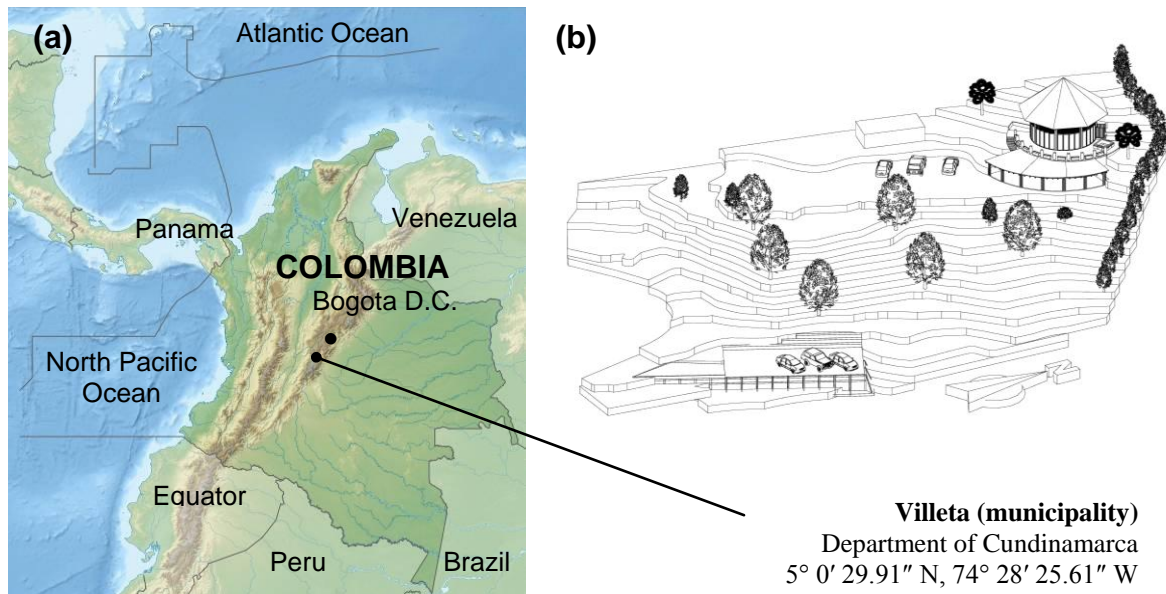 (a)
Atlantic Ocean
Panama
Venezuela
COLOMBIA
Bogota D.C.
North Pacific
Ocean
Equator
Peru
Brazil
(b)
N
Villeta (municipality)
Department of Cundinamarca
5° 0′ 29.91″ N, 74° 28′ 25.61″ W